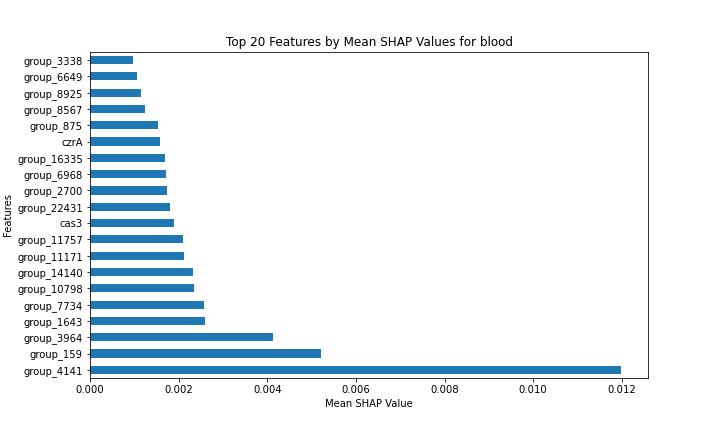 Top 20 Features by Mean SHAP Values for blood
Features
group_3338
group_6649
group_8925
group_8567
group_875
czrA
group_16335
group_6968
group_2700
group_22431
cas3
group_11757
group_11171
group_14140
group_10798
group_7734
group_1643
group_3964
group_159
group_4141
0.000 0.002 0.004 0.006 0.008 0.010 0.012
Mean SHAP Value